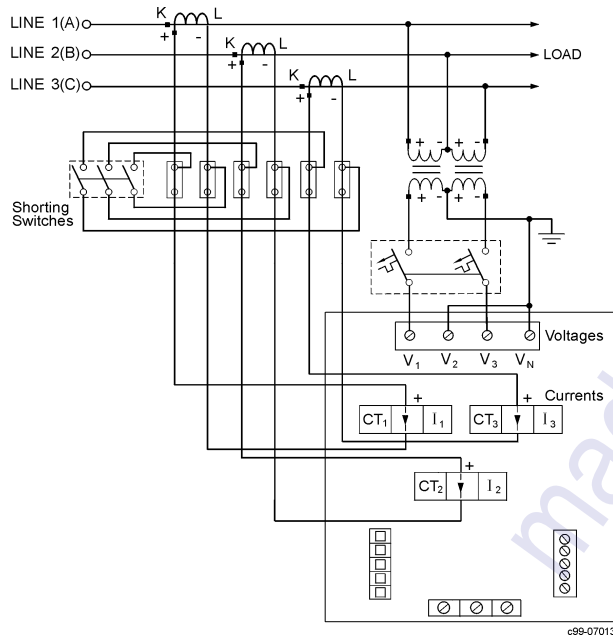 K L
LINE 1(A)
+ -
K L
LINE 2(B) LOAD
+ -
K L
LINE 3(C)
+ -
+ - + -
+ - + -
Shorting
Switches
Voltages
V1 V2 V3 VN
+ + Currents
CT1 I1 CT3 I3
+
CT2 I2
c99-07013